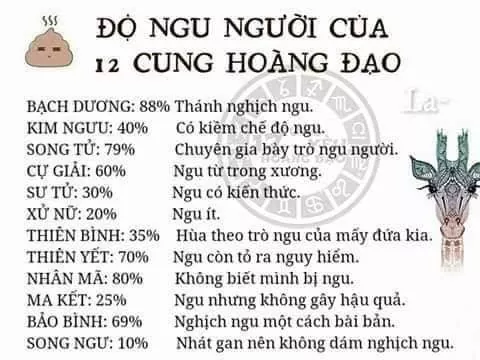 ĐỘ NGU NGƯỜI CỦA
12 CUNG HOÀNG ĐẠO
La-
BẠCH DƯƠNG: 88% Thánh nghịch ngu.
KIM NGƯU: 40% Có kiềm chế độ ngu.
SONG TỬ: 79% Chuyên gia bày trò ngu người.
HOÀNG ĐẠO
CỰ GIẢI: 60% Ngu từ trong xương.
SƯ TỬ: 30% Ngu có kiến thức.
XỬ NỮ: 20% Ngu ít.
THIÊN BÌNH: 35% Hùa theo trò ngu của mấy đứa kia.
THIÊN YẾT: 70% Ngu còn tỏ ra nguy hiểm.
NHÂN MÃ: 80% Không biết mình bị ngu.
MA KẾT: 25% Ngu nhưng không gây hậu quả.
BẢO BÌNH: 69% Nghịch ngu một cách bài bản.
SONG NGƯ: 10% Nhát gan nên không dám nghịch ngu.